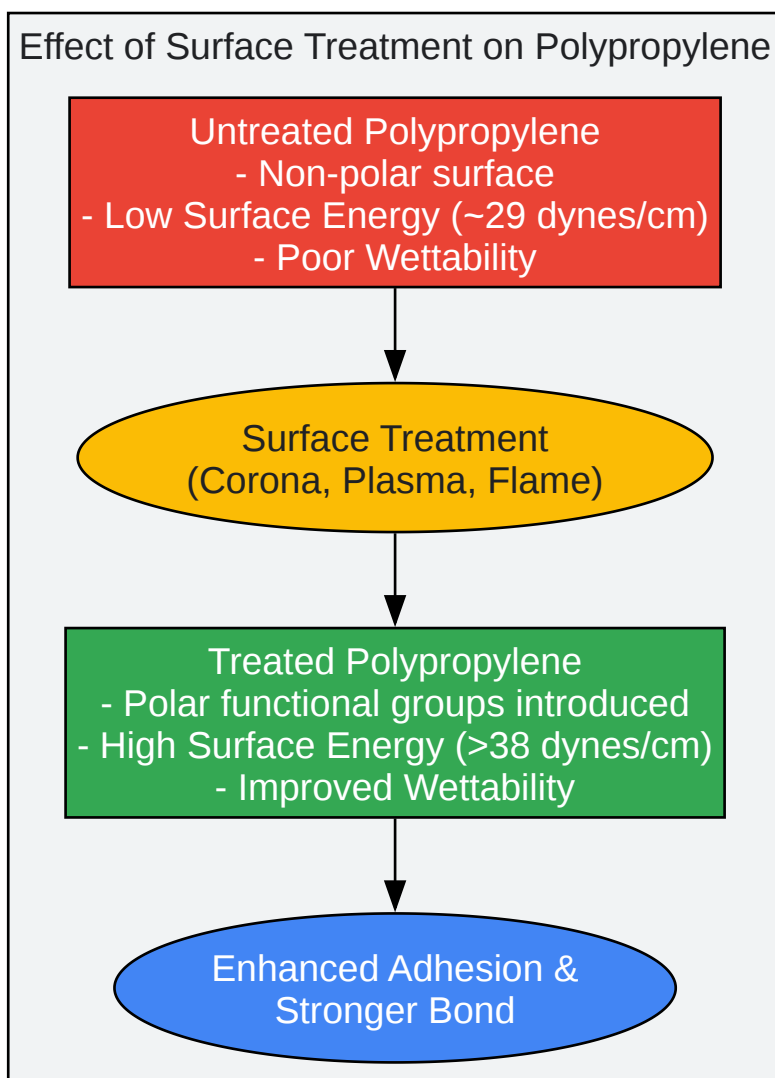 Effect of Surface Treatment on Polypropylene
Untreated Polypropylene
- Non-polar surface
- Low Surface Energy (~29 dynes/cm)
- Poor Wettability
Surface Treatment
(Corona, Plasma, Flame)
Treated Polypropylene
- Polar functional groups introduced
- High Surface Energy (>38 dynes/cm)
- Improved Wettability
Enhanced Adhesion &
Stronger Bond